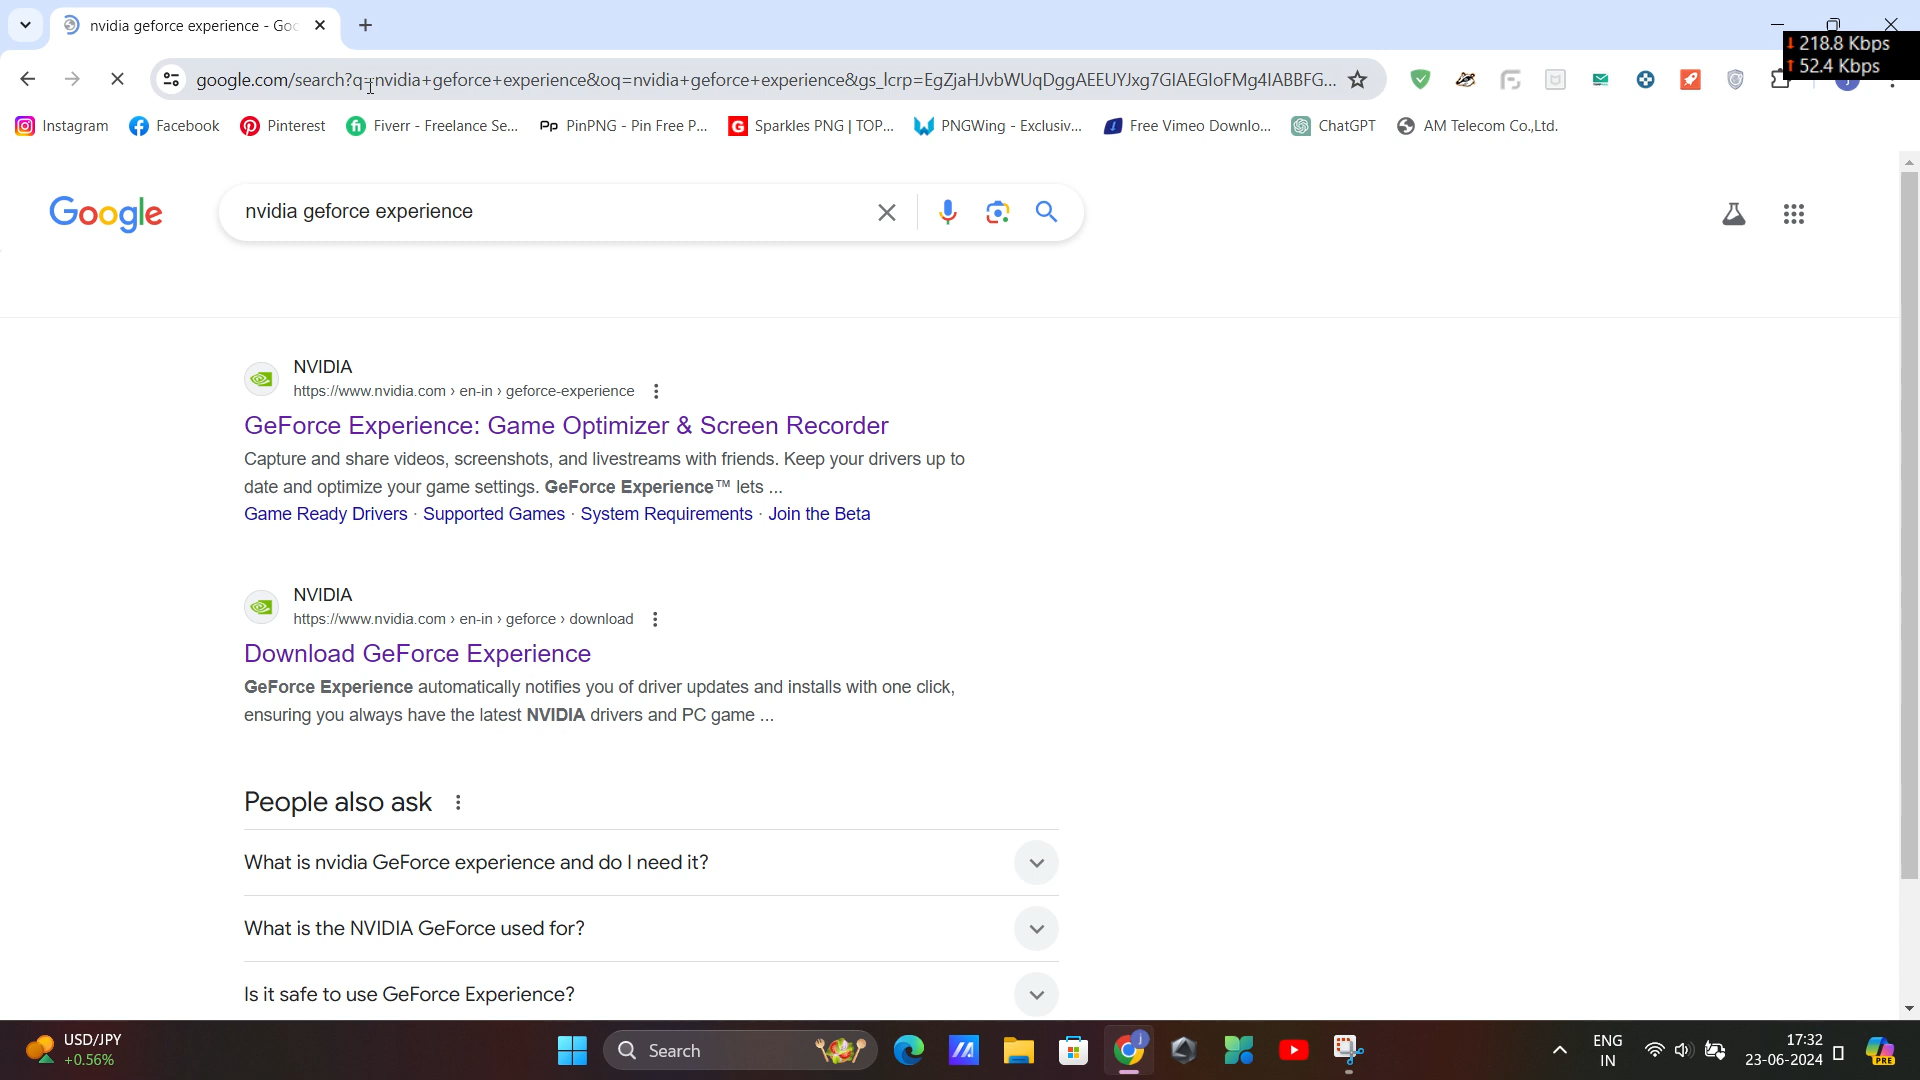 nvidia geforce experience - Goo
218.8 Kbps
52.4 Kbps
google.com/search?q=nvidia+geforce+experience&oq=nvidia+geforce+experience&gs_lcrp=EgZjaHJvbWUqDggAEEUYJxg7GIAEGIoFMg4IABBFG...
Instagram
Facebook
Pinterest
Fiverr - Freelance Se...
Pp PinPNG - Pin Free P...
Sparkles PNG | TOP...
PNGWing - Exclusiv...
Free Vimeo Downlo...
ChatGPT
AM Telecom Co.,Ltd.
Google
nvidia geforce experience
NVIDIA
https://www.nvidia.com › en-in › geforce-experience
GeForce Experience: Game Optimizer & Screen Recorder
Capture and share videos, screenshots, and livestreams with friends. Keep your drivers up to
date and optimize your game settings. GeForce Experience™ lets ...
Game Ready Drivers · Supported Games · System Requirements · Join the Beta
NVIDIA
https://www.nvidia.com › en-in › geforce › download
Download GeForce Experience
GeForce Experience automatically notifies you of driver updates and installs with one click,
ensuring you always have the latest NVIDIA drivers and PC game ...
People also ask
What is nvidia GeForce experience and do I need it?
What is the NVIDIA GeForce used for?
Is it safe to use GeForce Experience?
USD/JPY
+0.56%
Search
ENG
IN
17:32
23-06-2024
PRE